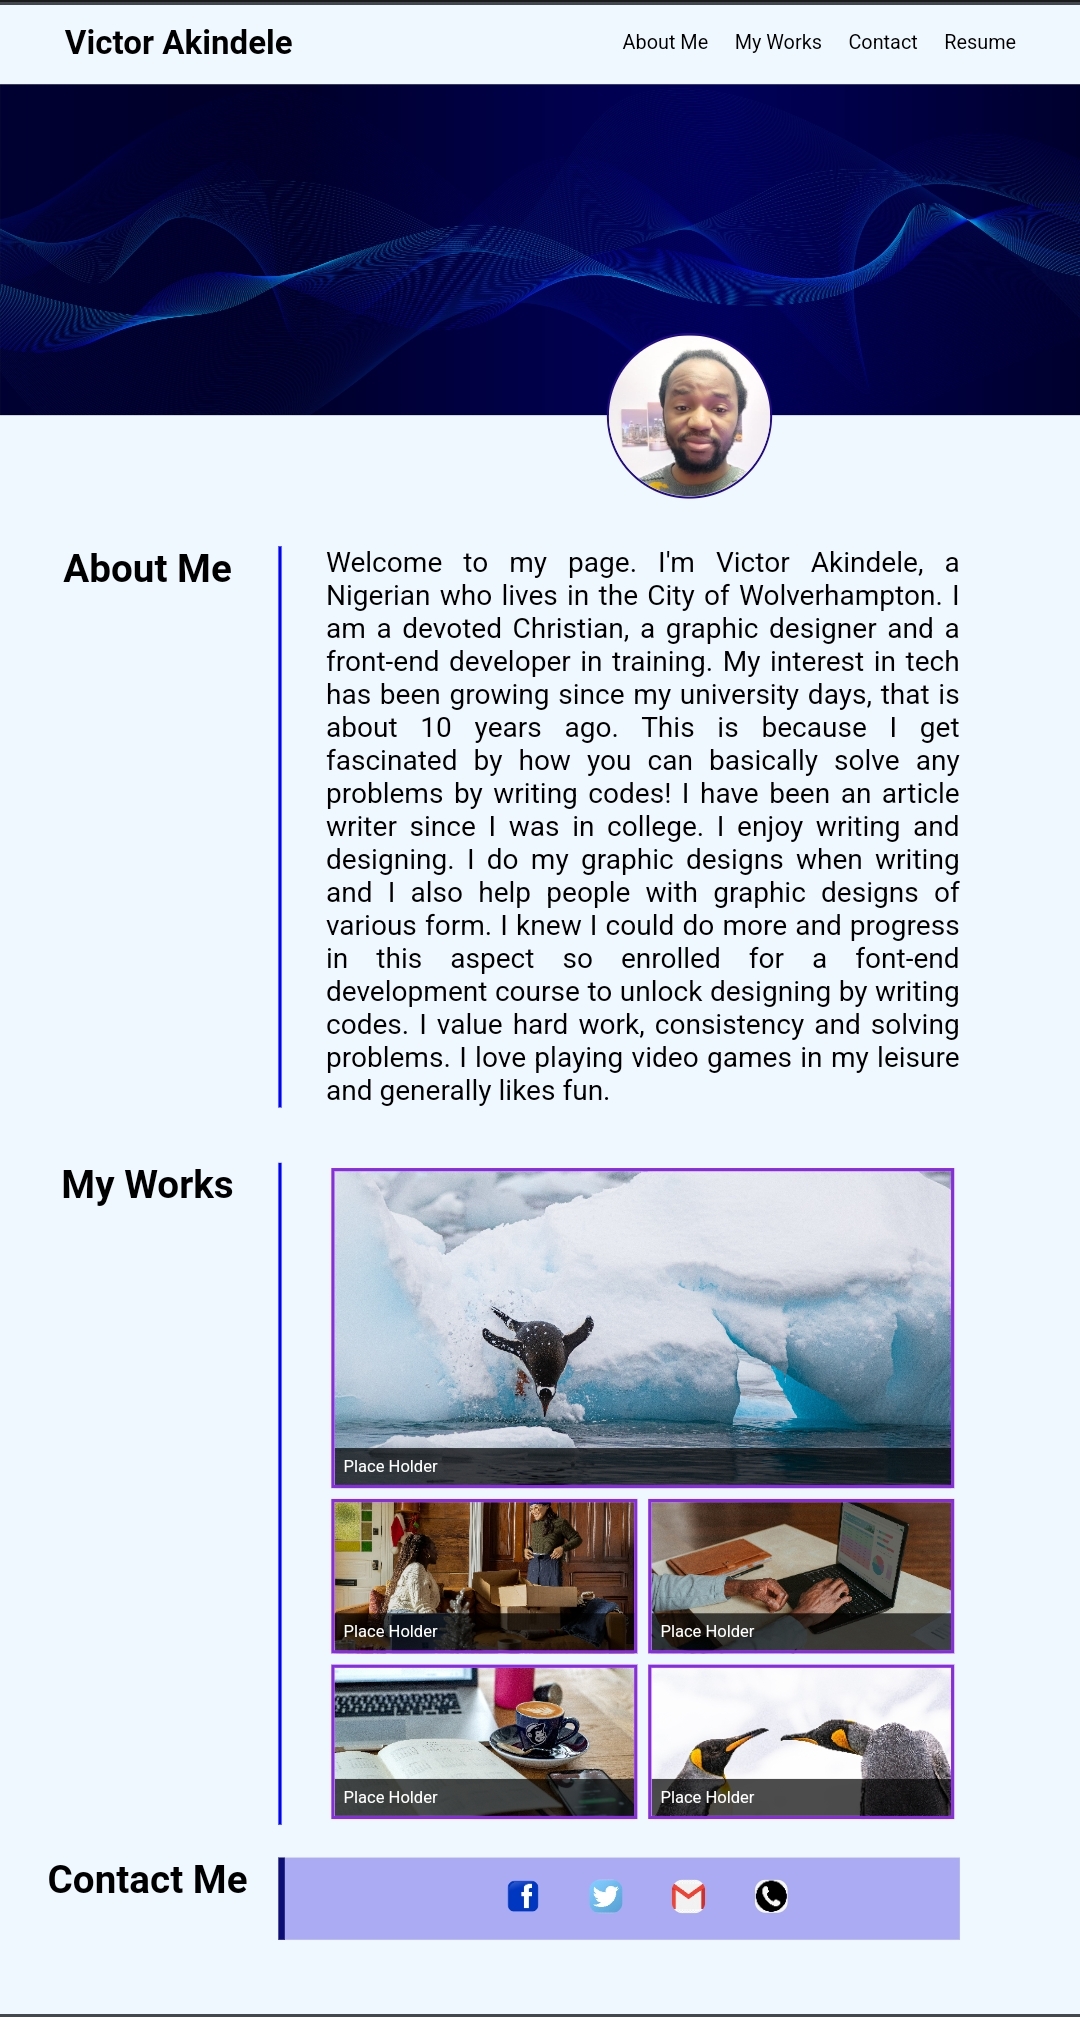 Victor Akindele
About Me My Works Contact Resume
About Me
Welcome to my page. I'm Victor Akindele, a
Nigerian who lives in the City of Wolverhampton. I
am a devoted Christian, a graphic designer and a
front-end developer in training. My interest in tech
has been growing since my university days, that is
about 10 years ago. This is because I get
fascinated by how you can basically solve any
problems by writing codes! I have been an article
writer since I was in college. I enjoy writing and
designing. I do my graphic designs when writing
and I also help people with graphic designs of
various form. I knew I could do more and progress
in this aspect so enrolled for a font-end
development course to unlock designing by writing
codes. I value hard work, consistency and solving
problems. I love playing video games in my leisure
and generally likes fun.
My Works
Place Holder
Place Holder
Place Holder
Place Holder
Place Holder
Contact Me